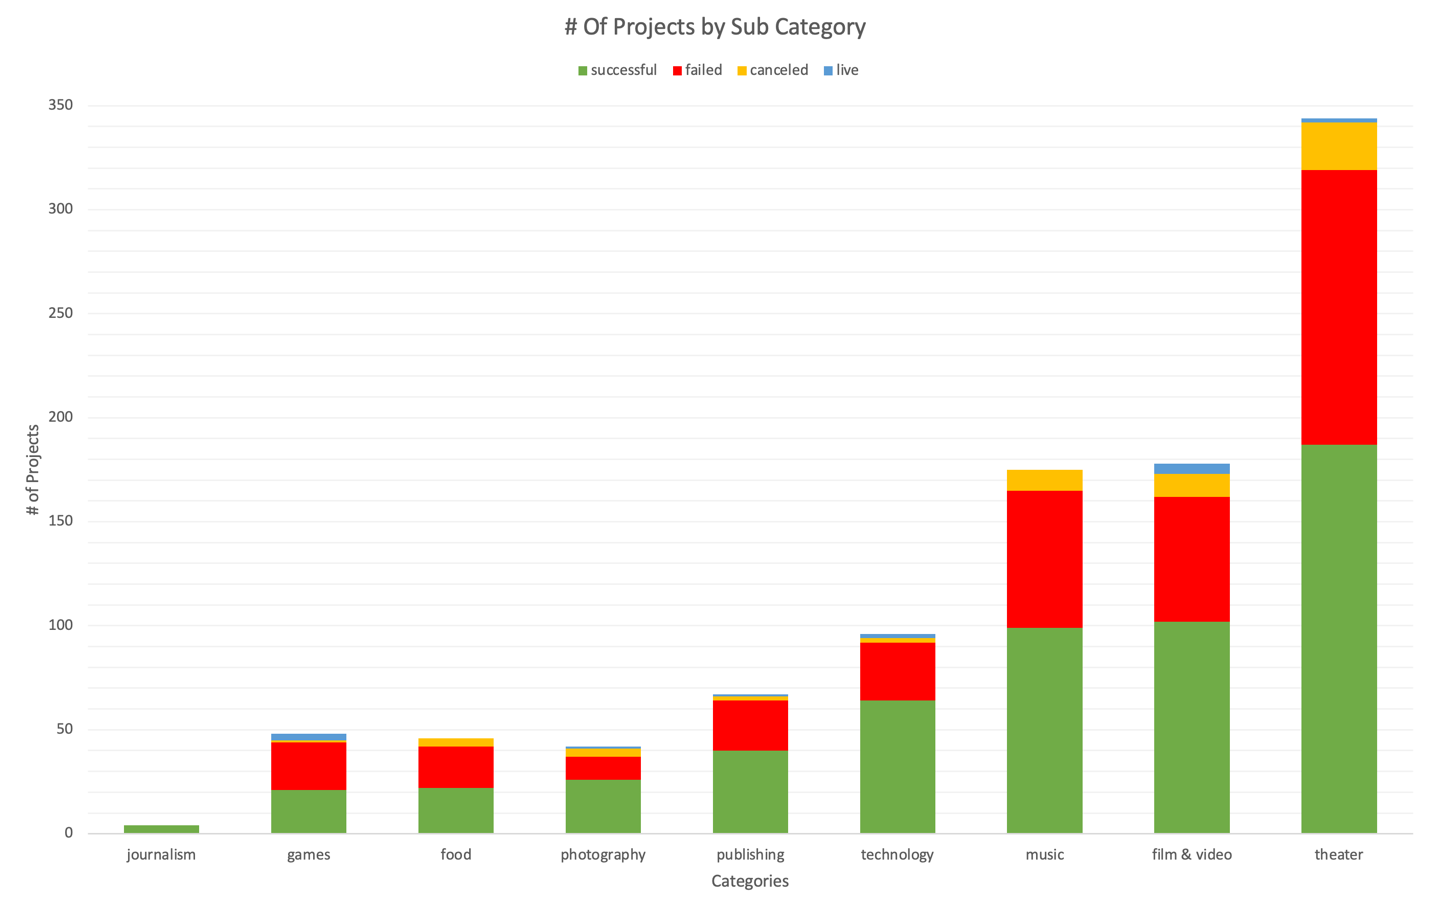 # Of Projects by Sub Category
successful failed canceled live
350
300
250
200
150
100
50
0
# of Projects
journalism games food photography publishing technology music film & video theater
Categories